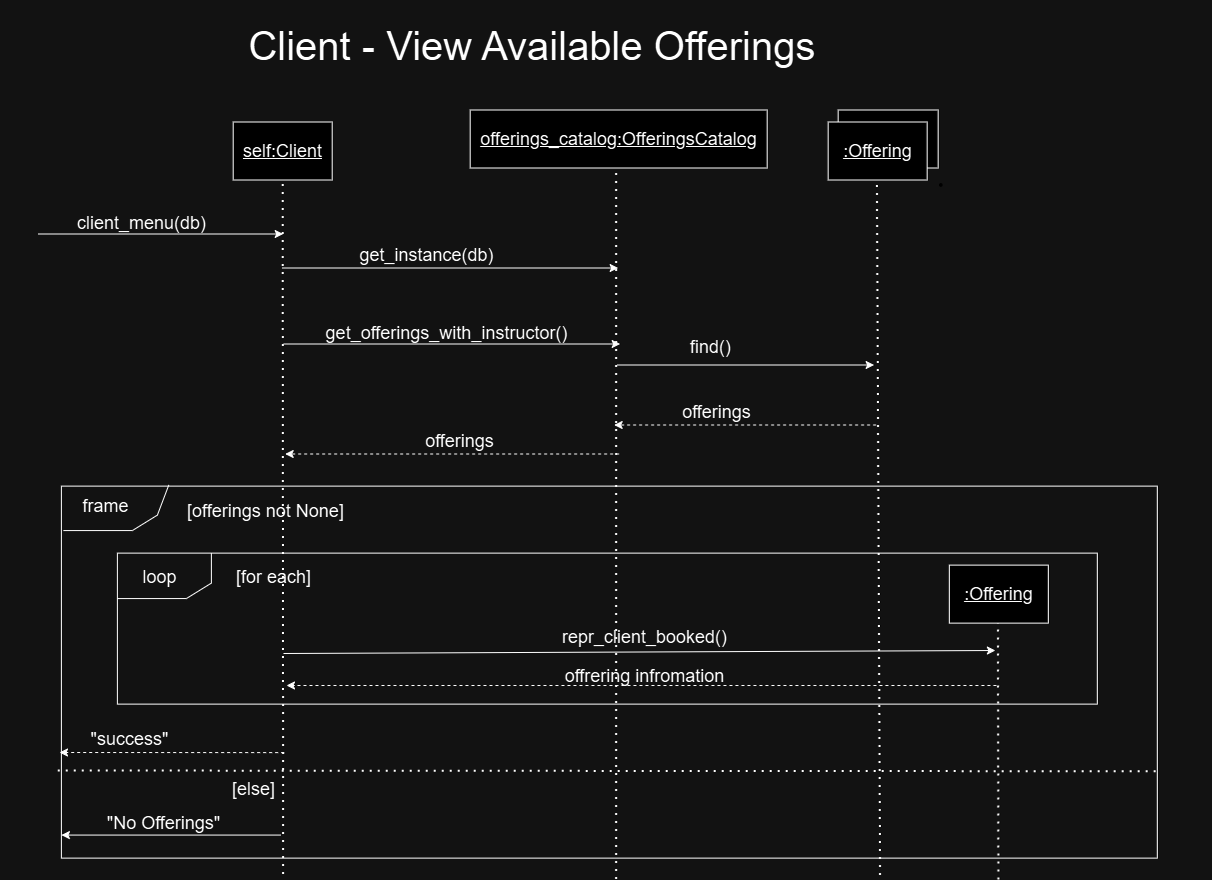 Client - View Available Offerings
self:Client
offerings_catalog:OfferingsCatalog
:Offering
client_menu(db)
get_instance(db)
get_offerings_with_instructor()
find()
offerings
offerings
frame
[offerings not None]
loop
[for each]
:Offering
repr_client_booked()
offrering infromation
"success"
[else]
"No Offerings"